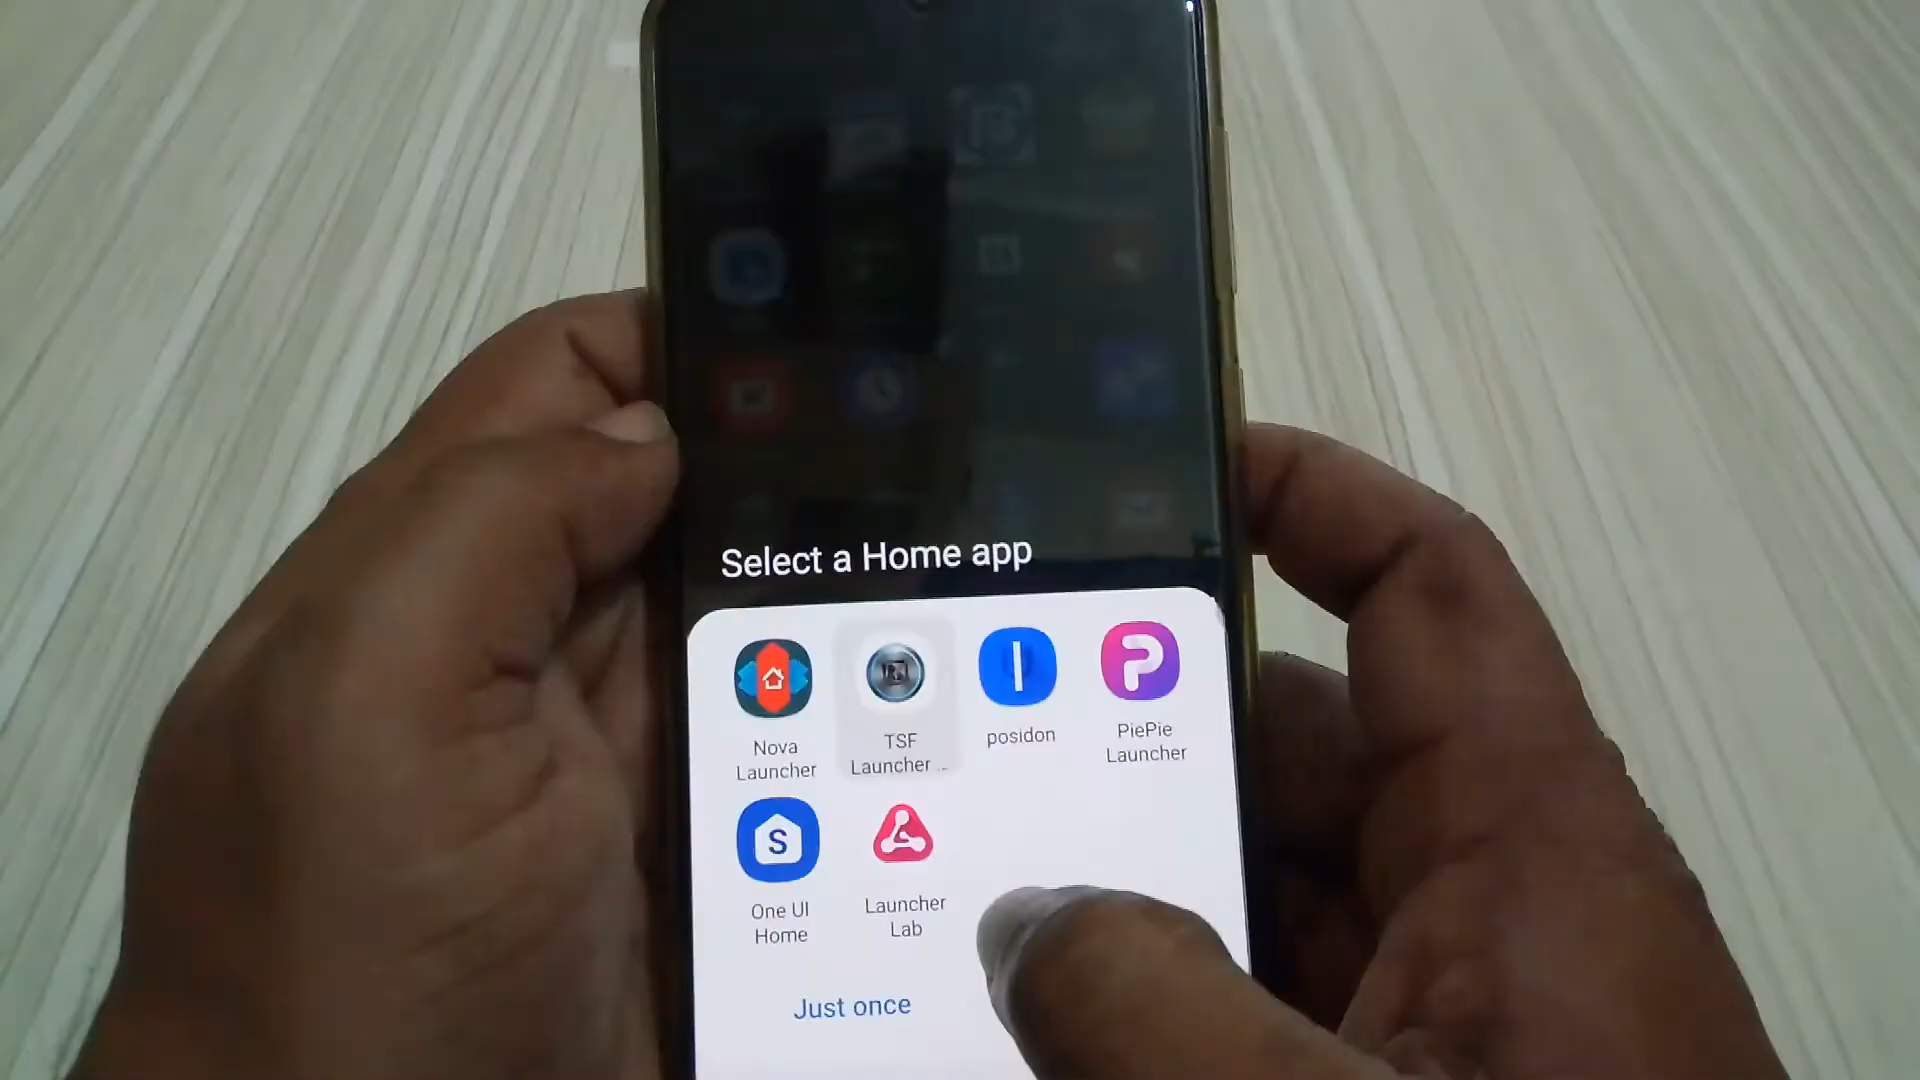 Select a Home app
Nova
Launcher
TSF
Launcher ...
posidon
PiePie
Launcher
S
One UI
Home
Launcher
Lab
Just once